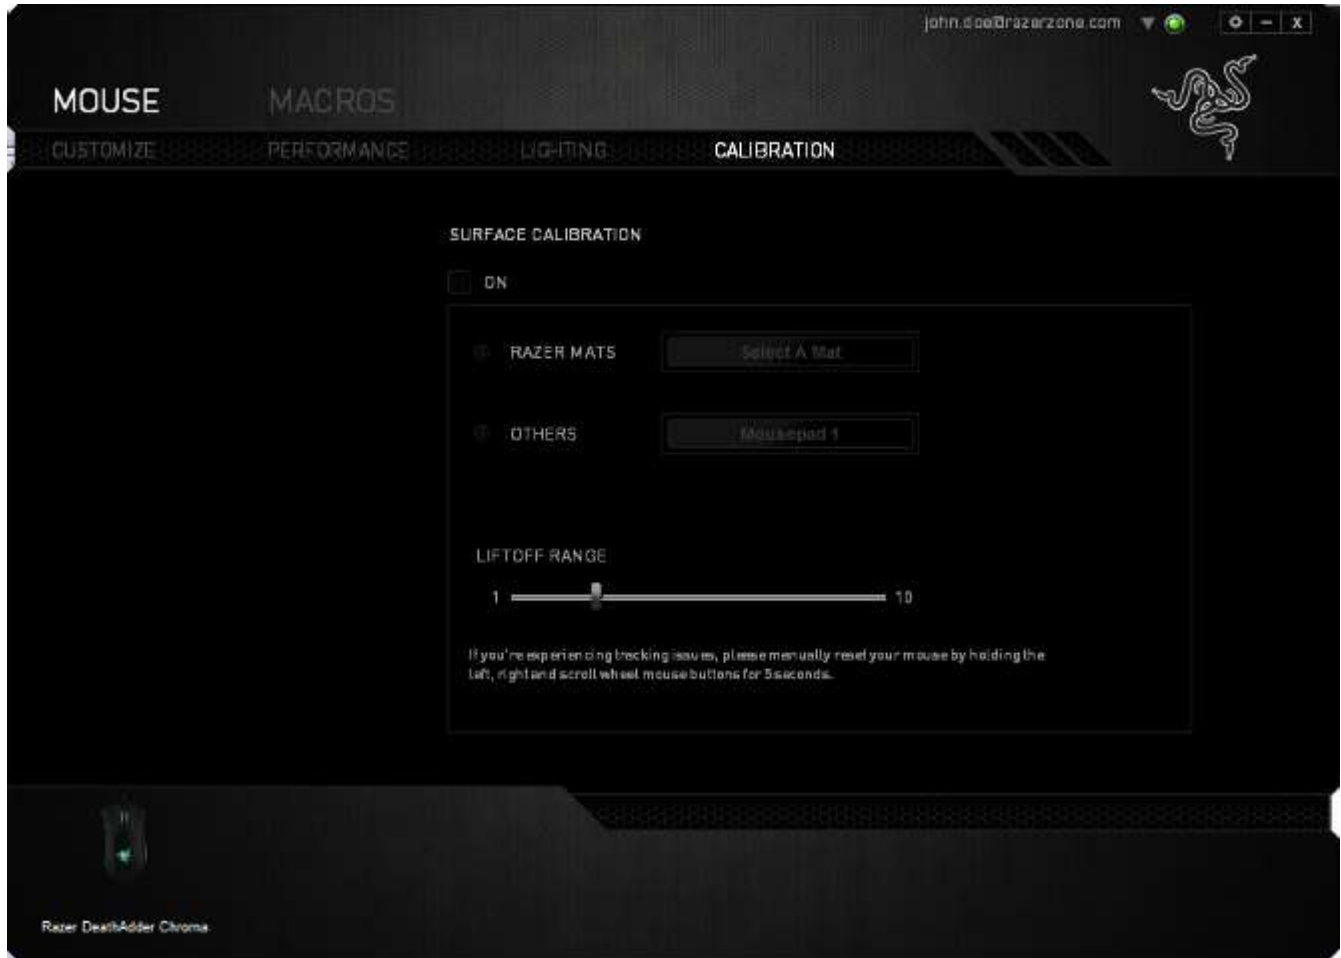 john.doe@razerzone.com
X
MOUSE
MACROS
CUSTOMIZE
PERFORMANCE
LIGHTING
CALIBRATION
SURFACE CALIBRATION
ON
RAZER MATS
Select A Mat
OTHERS
Mousepad 1
LIFTOFF RANGE
1
10
If you're experiencing tracking issues, please manually reset your mouse by holding the
left, right and scroll wheel mouse buttons for 5 seconds.
Razer DeathAdder Chroma